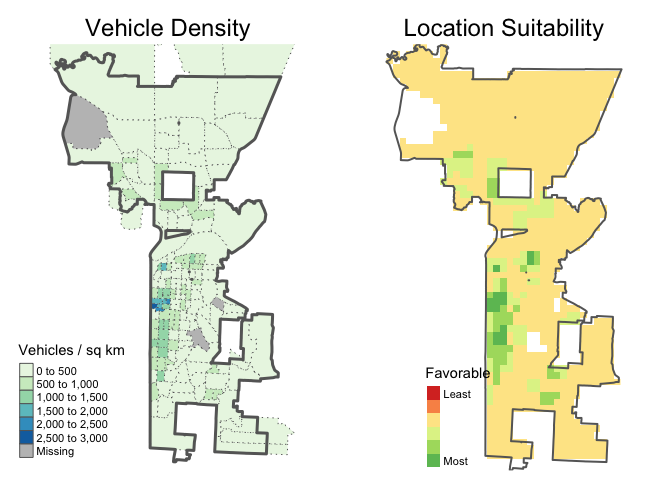 Vehicle Density
Location Suitability
Vehicles / sq km
0 to 500
500 to 1,000
1,000 to 1,500
1,500 to 2,000
2,000 to 2,500
2,500 to 3,000
Missing
Favorable
Least
Most